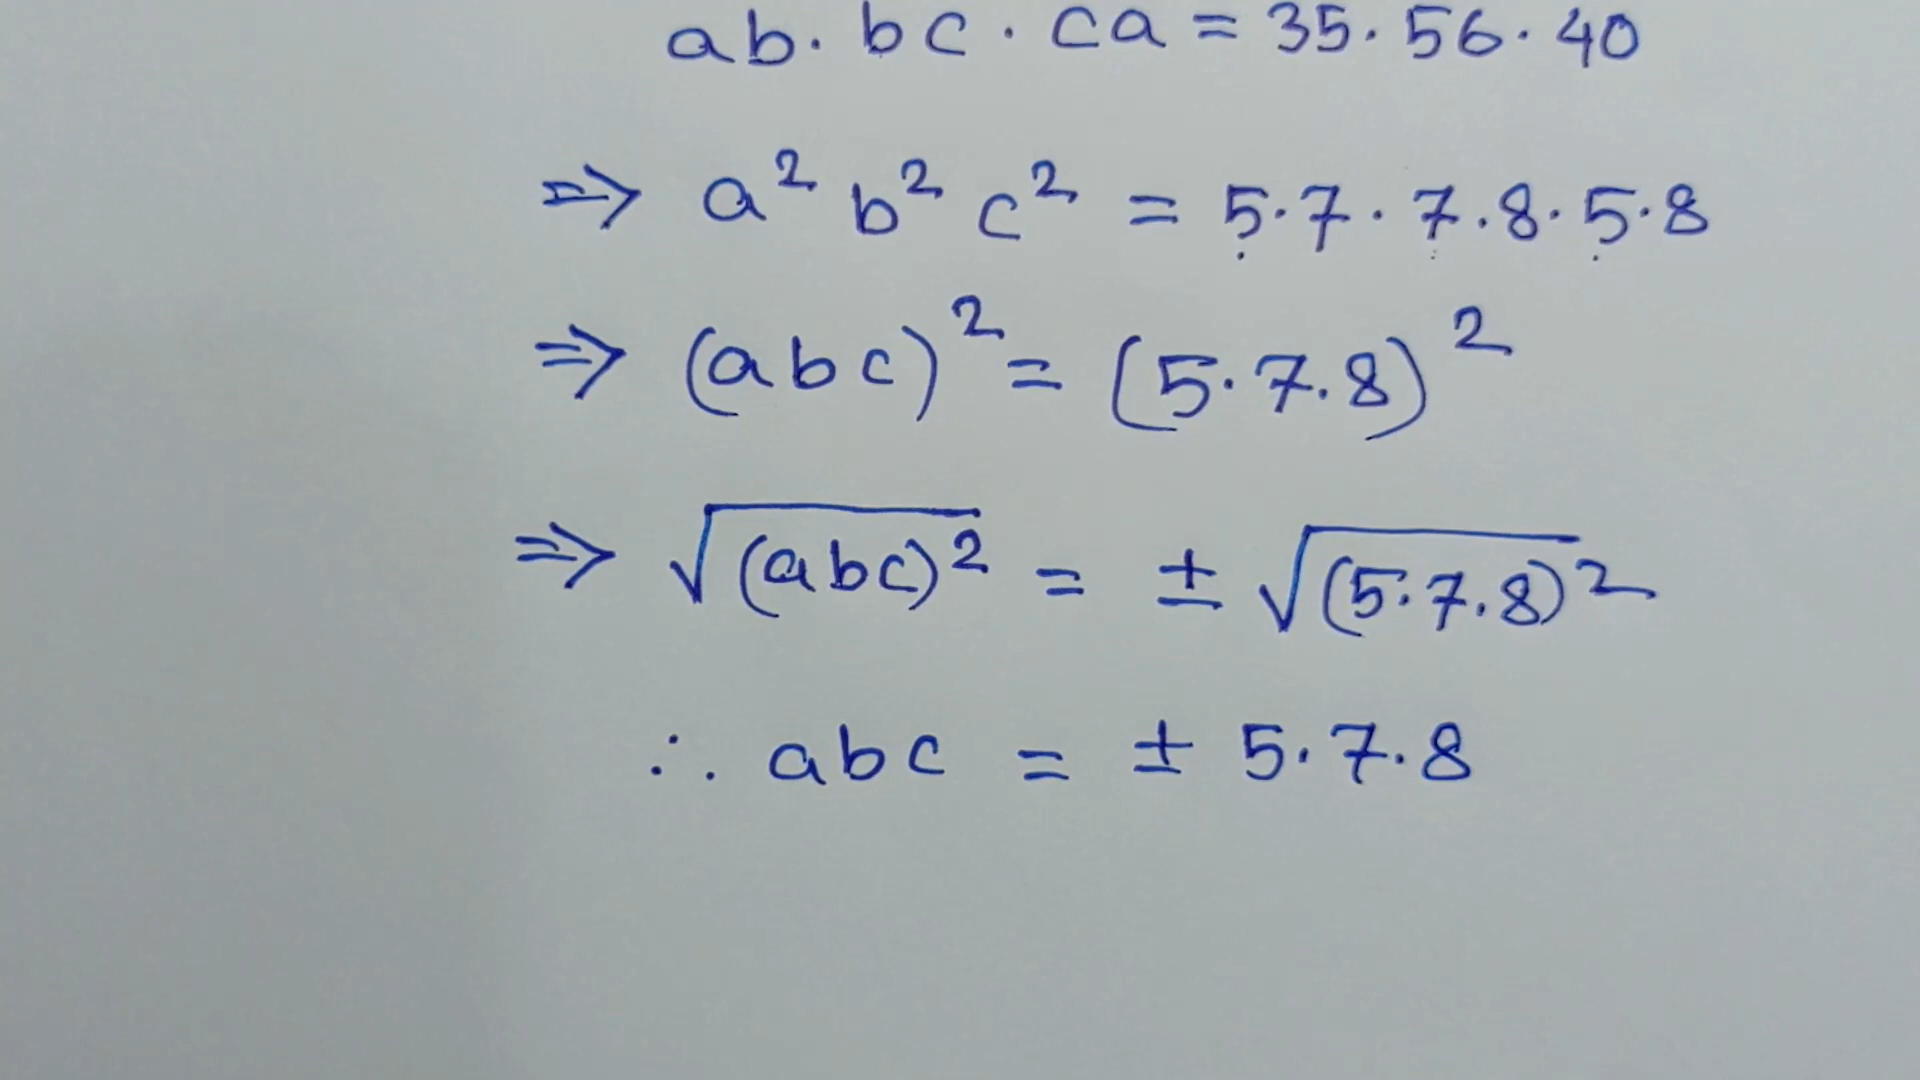 ab · bc · ca = 35 · 56 · 40
⇒ a² b² c² = 5 · 7 · 7 · 8 · 5 · 8
⇒ (abc)² = (5 · 7 · 8)²
⇒ √(abc)² = ± √(5 · 7 · 8)²
∴ abc = ± 5 · 7 · 8